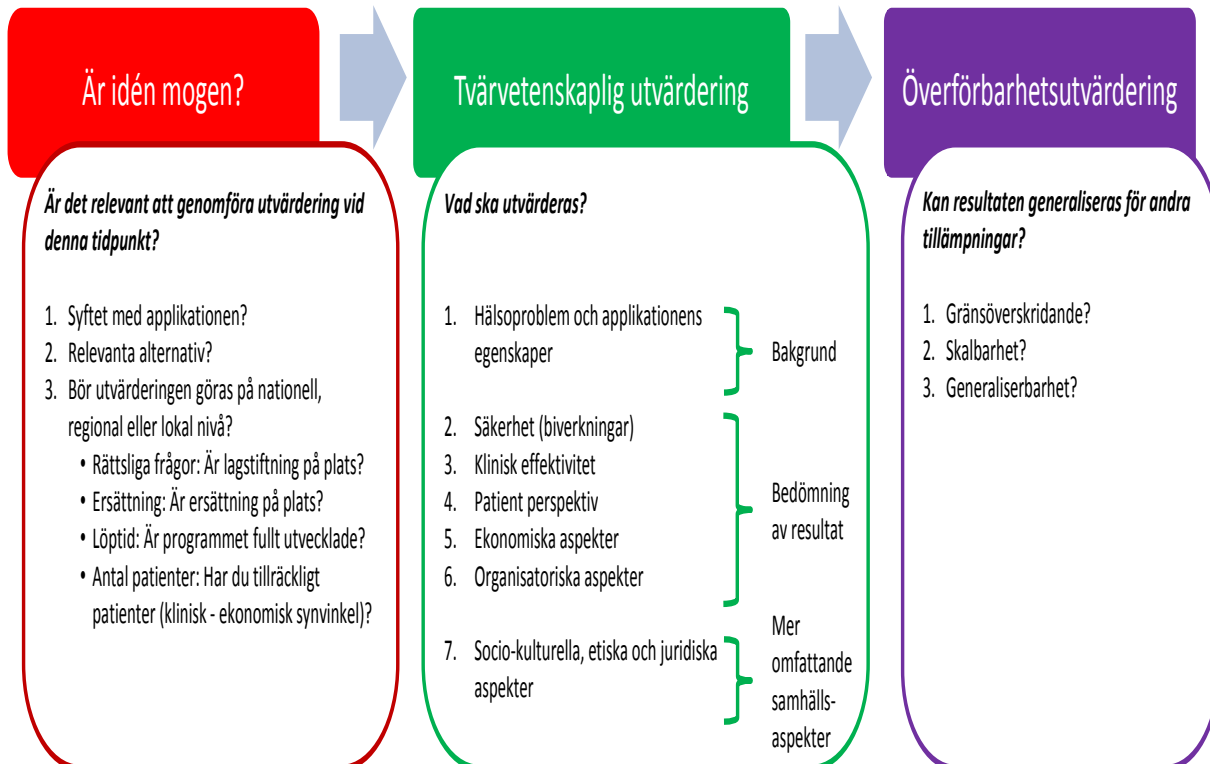 Är idén mogen?
Är det relevant att genomföra utvärdering vid
denna tidpunkt?
1. Syftet med applikationen?
2. Relevanta alternativ?
3. Bör utvärderingen göras på nationell,
regional eller lokal nivå?
• Rättsliga frågor: Är lagstiftning på plats?
• Ersättning: Är ersättning på plats?
• Löptid: Är programmet fullt utvecklade?
• Antal patienter: Har du tillräckligt
patienter (klinisk - ekonomisk synvinkel)?
Tvärvetenskaplig utvärdering
Vad ska utvärderas?
1. Hälsoproblem och applikationens
egenskaper
Bakgrund
2. Säkerhet (biverkningar)
3. Klinisk effektivitet
4. Patient perspektiv
5. Ekonomiska aspekter
6. Organisatoriska aspekter
Bedömning
av resultat
7. Socio-kulturella, etiska och juridiska
aspekter
Mer
omfattande
samhälls-
aspekter
Överförbarhetsutvärdering
Kan resultaten generaliseras för andra
tillämpningar?
1. Gränsöverskridande?
2. Skalbarhet?
3. Generaliserbarhet?